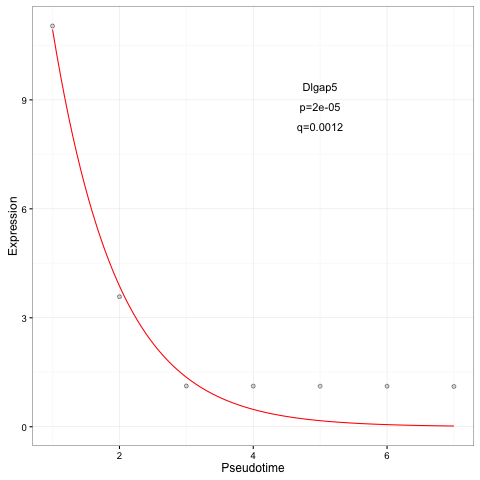 Dlgap5
p=2e-05
q=0.0012
9
6
3
0
Expression
2
4
6
Pseudotime